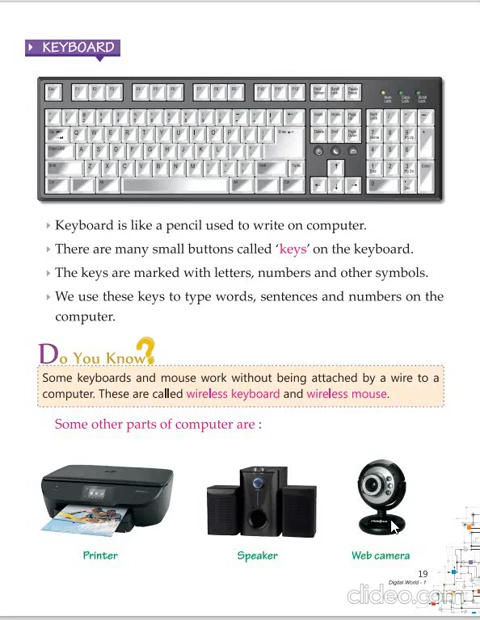 KEYBOARD
Keyboard is like a pencil used to write on computer.
There are many small buttons called ‘keys’ on the keyboard.
The keys are marked with letters, numbers and other symbols.
We use these keys to type words, sentences and numbers on the
computer.
Do You Know?
Some keyboards and mouse work without being attached by a wire to a
computer. These are called wireless keyboard and wireless mouse.
Some other parts of computer are :
Printer
Speaker
Web camera
19
Digital World - 1
clideo.com